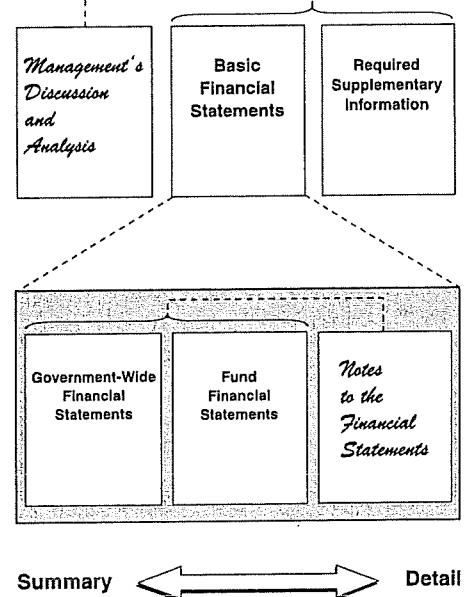 Management's
Discussion
and
Analysis
Basic
Financial
Statements
Required
Supplementary
Information
Government-Wide
Financial
Statements
Fund
Financial
Statements
Notes
to the
Financial
Statements
Summary
Detail